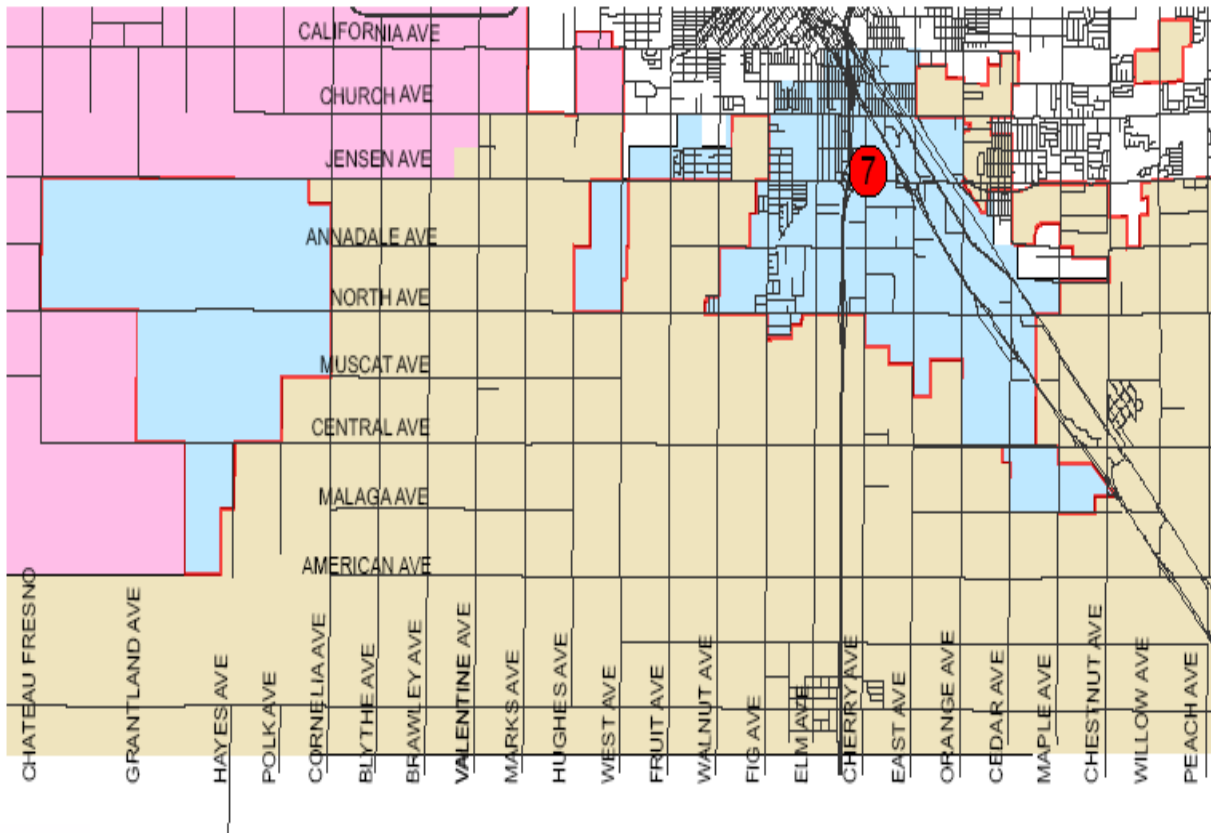 CALIFORNIA AVE
CHURCH AVE
JENSEN AVE
7
ANNADALE AVE
NORTH AVE
MUSCAT AVE
CENTRAL AVE
MALAGA AVE
AMERICAN AVE
CHATEAU FRESNO
GRANTLAND AVE
HAYES AVE
POLK AVE
CORNELIA AVE
BLYTHE AVE
BRAWLEY AVE
VALENTINE AVE
MARKS AVE
HUGHES AVE
WEST AVE
FRUIT AVE
WALNUT AVE
FIG AVE
ELM AVE
CHERRY AVE
EAST AVE
ORANGE AVE
CEDAR AVE
MAPLE AVE
CHESTNUT AVE
WILLOW AVE
PEACH AVE